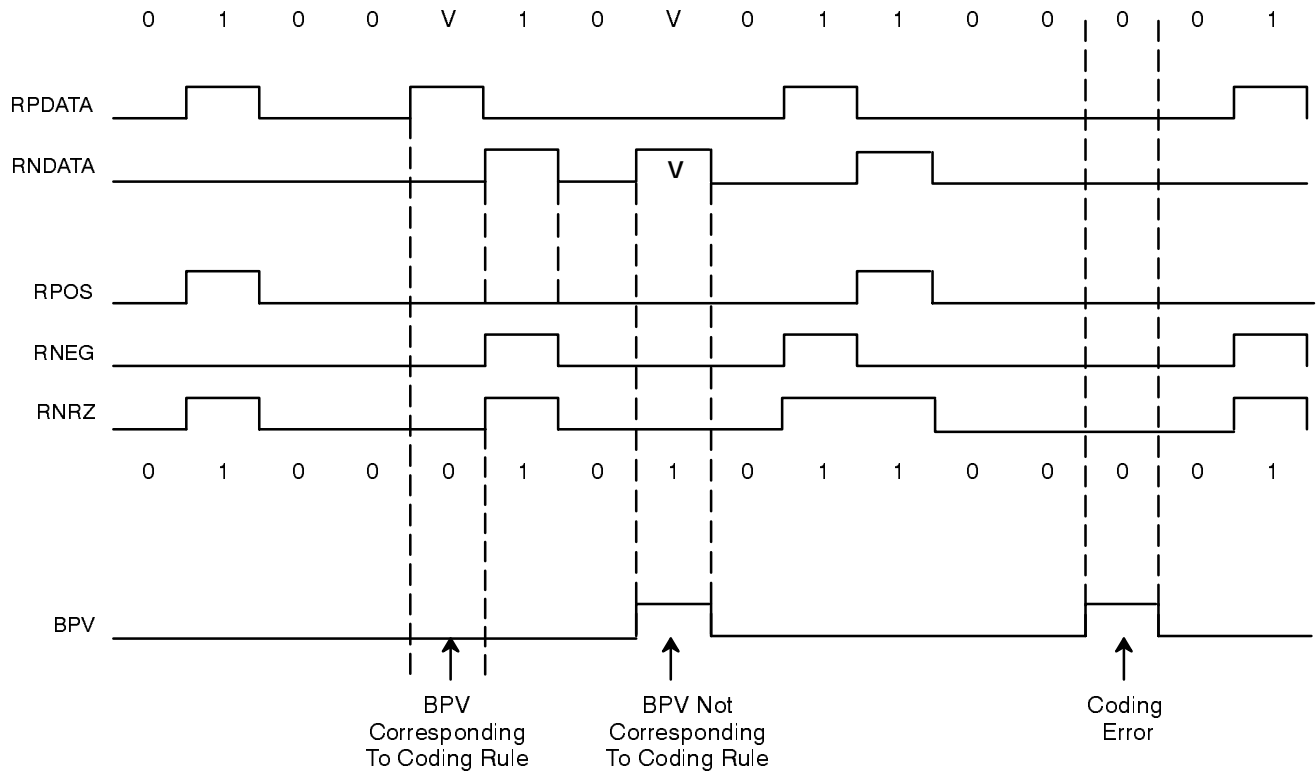 0 1 0 0 V 1 0 V 0 1 1 0 0 0 0 1
RPDATA
RNDATA
V
RPOS
RNEG
RNRZ
0 1 0 0 0 1 0 1 0 1 1 0 0 0 0 1
BPV
BPV
Corresponding
To Coding Rule
BPV Not
Corresponding
To Coding Rule
Coding
Error